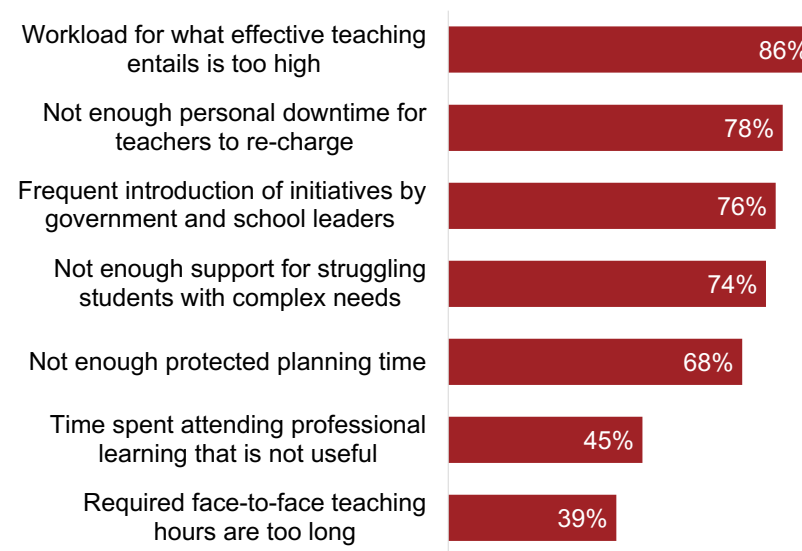 Workload for what effective teaching
entails is too high
86%
Not enough personal downtime for
teachers to re-charge
78%
Frequent introduction of initiatives by
government and school leaders
76%
Not enough support for struggling
students with complex needs
74%
Not enough protected planning time
68%
Time spent attending professional
learning that is not useful
45%
Required face-to-face teaching
hours are too long
39%